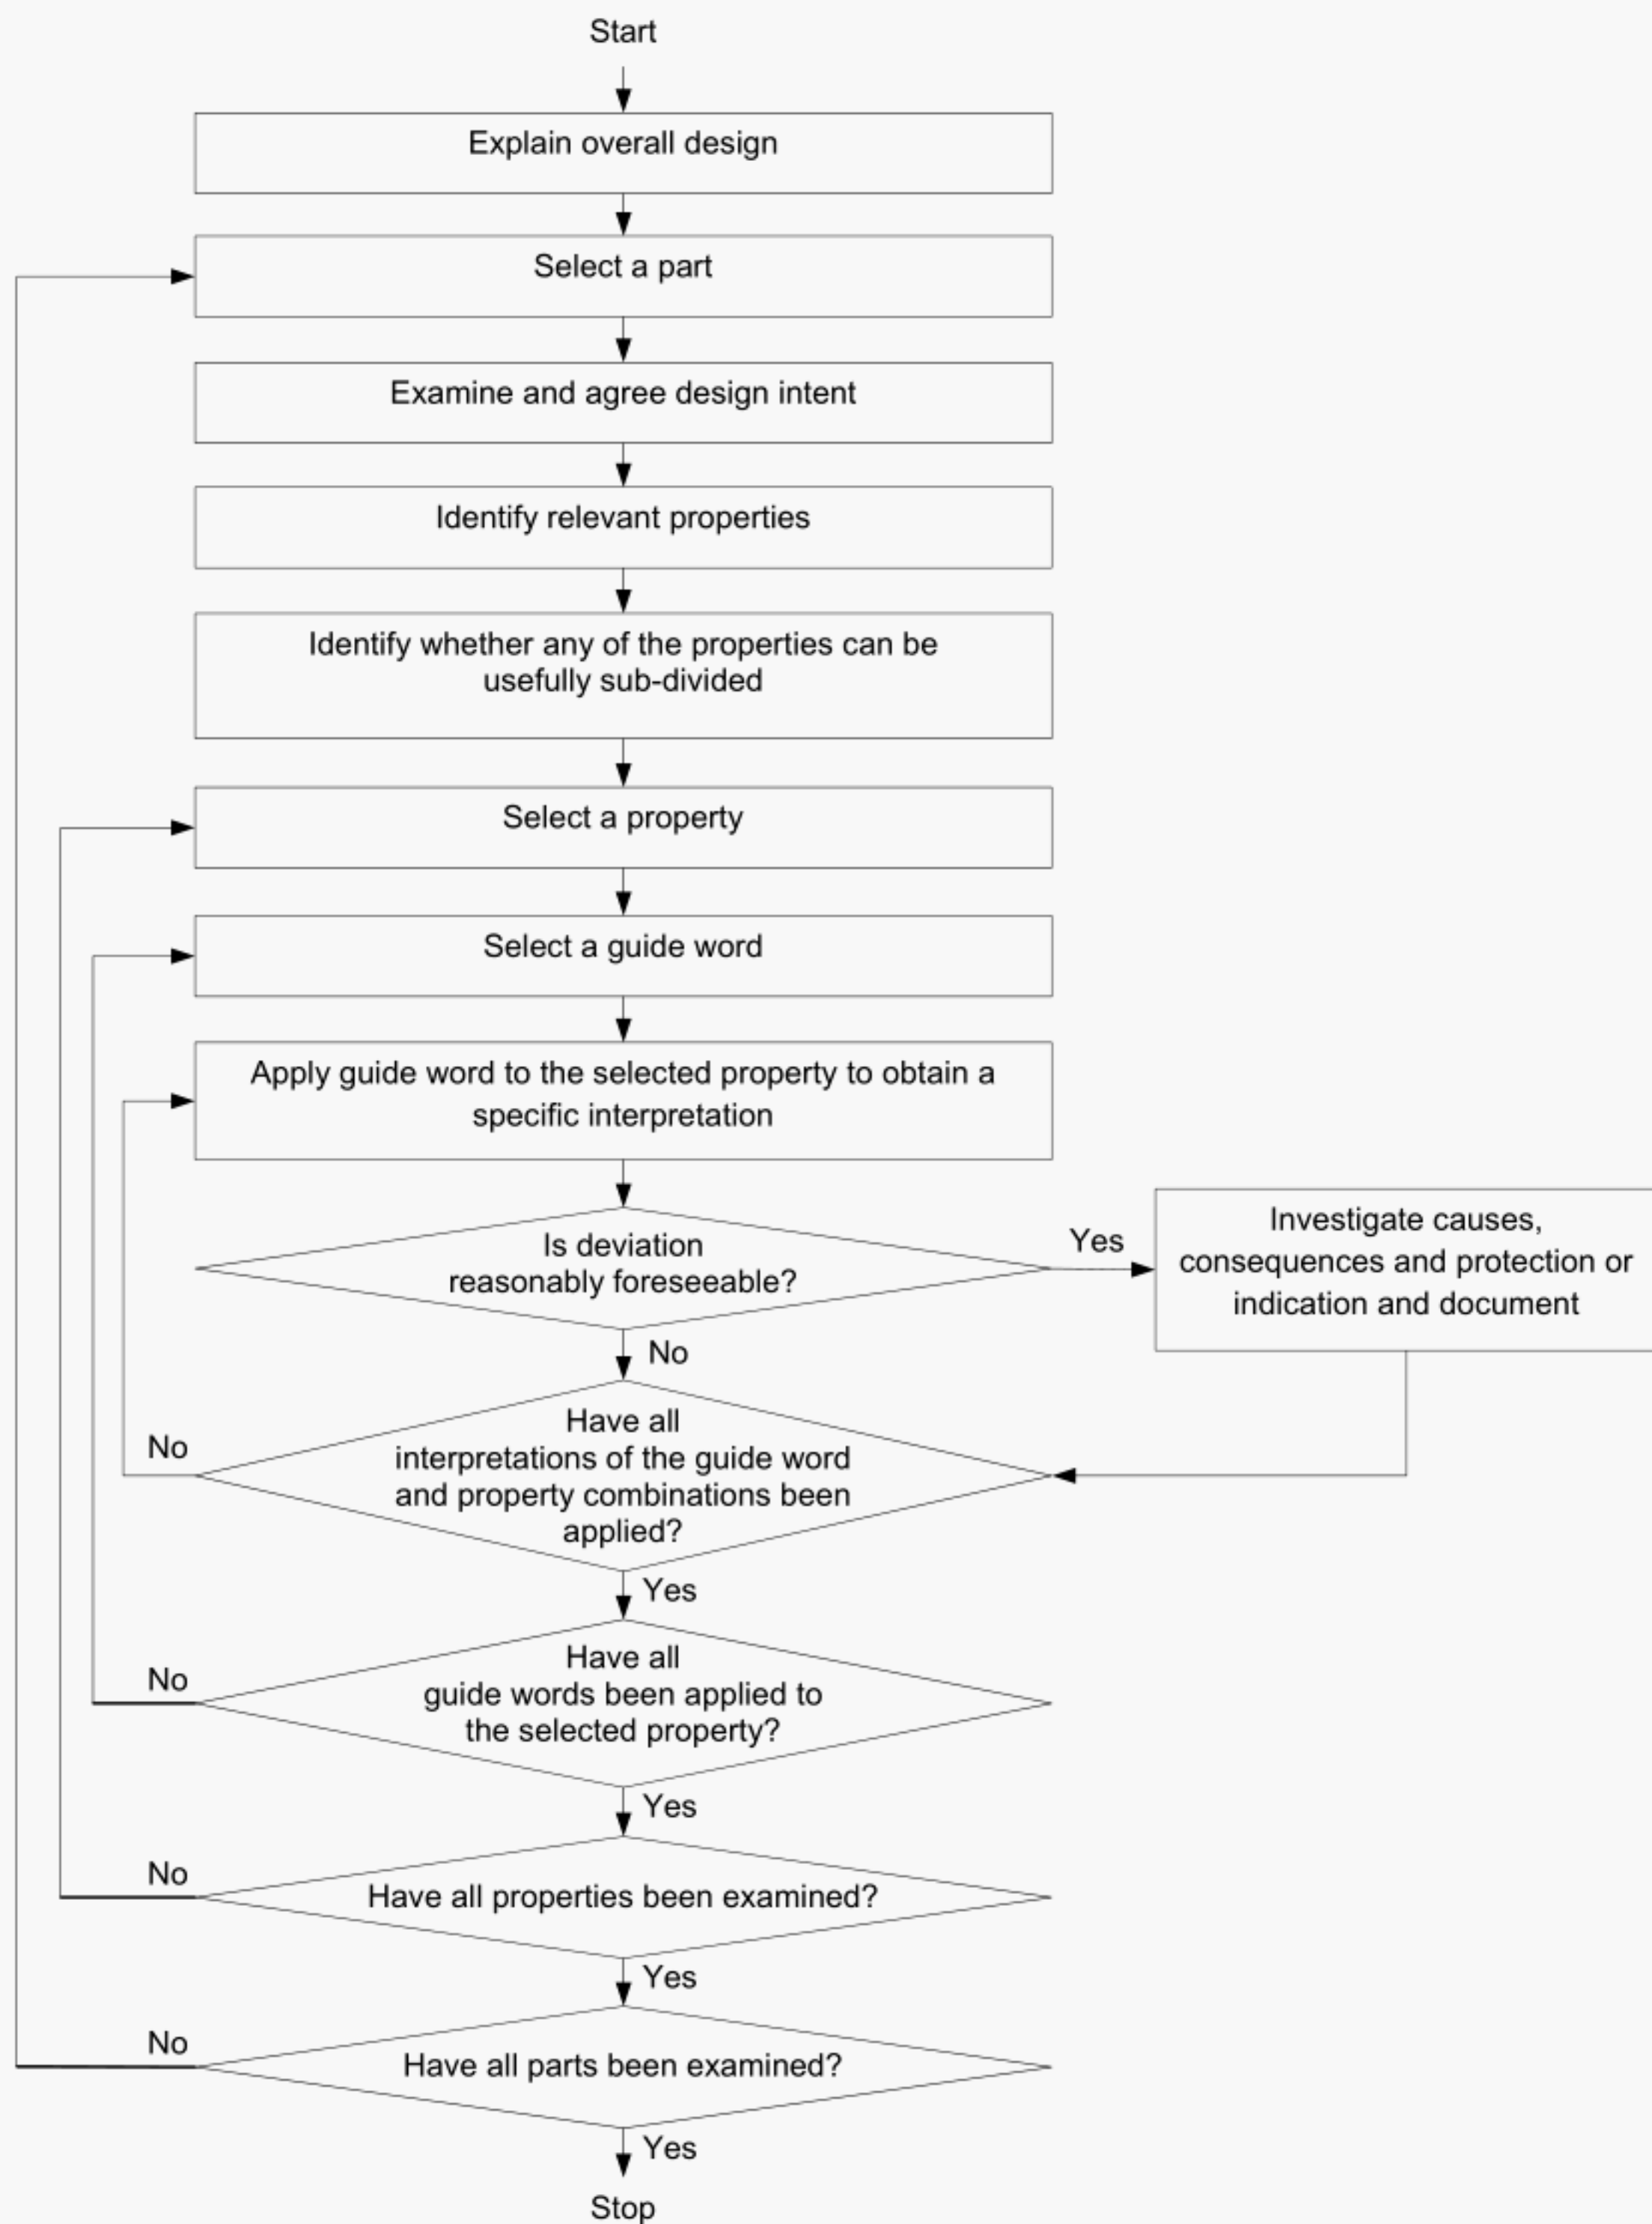 Start
Explain overall design
Select a part
Examine and agree design intent
Identify relevant properties
Identify whether any of the properties can be
usefully sub-divided
Select a property
Select a guide word
Apply guide word to the selected property to obtain a
specific interpretation
Is deviation
reasonably foreseeable?
Yes
Investigate causes,
consequences and protection or
indication and document
No
Have all
interpretations of the guide word
and property combinations been
applied?
No
Yes
Have all
guide words been applied to
the selected property?
No
Yes
Have all properties been examined?
No
Yes
Have all parts been examined?
No
Yes
Stop